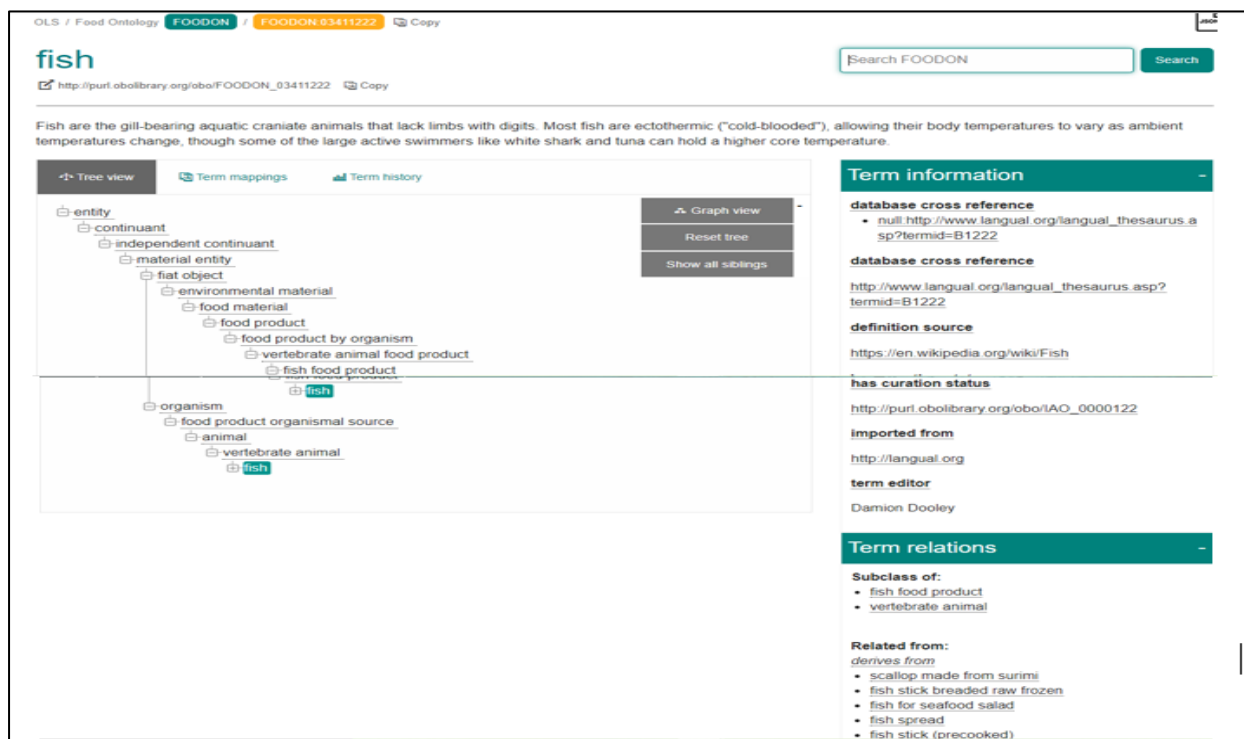 OLS / Food Ontology FOODON / FOODON:03411222 Copy
JSON
fish
Search FOODON
Search
http://purl.obolibrary.org/obo/FOODON_03411222 Copy
Fish are the gill-bearing aquatic craniate animals that lack limbs with digits. Most fish are ectothermic ("cold-blooded"), allowing their body temperatures to vary as ambient
temperatures change, though some of the large active swimmers like white shark and tuna can hold a higher core temperature.
Tree view
Term mappings
Term history
Graph view
-
Reset tree
Show all siblings
entity
continuant
independent continuant
material entity
fiat object
environmental material
food material
food product
food product by organism
vertebrate animal food product
fish food product
fish
organism
food product organismal source
animal
vertebrate animal
fish
Term information -
database cross reference
• null:http://www.langual.org/langual_thesaurus.a
sp?termid=B1222
database cross reference
http://www.langual.org/langual_thesaurus.asp?
termid=B1222
definition source
https://en.wikipedia.org/wiki/Fish
has curation status
http://purl.obolibrary.org/obo/IAO_0000122
imported from
http://langual.org
term editor
Damion Dooley
Term relations -
Subclass of:
• fish food product
• vertebrate animal
Related from:
derives from
• scallop made from surimi
• fish stick breaded raw frozen
• fish for seafood salad
• fish spread
• fish stick (precooked)